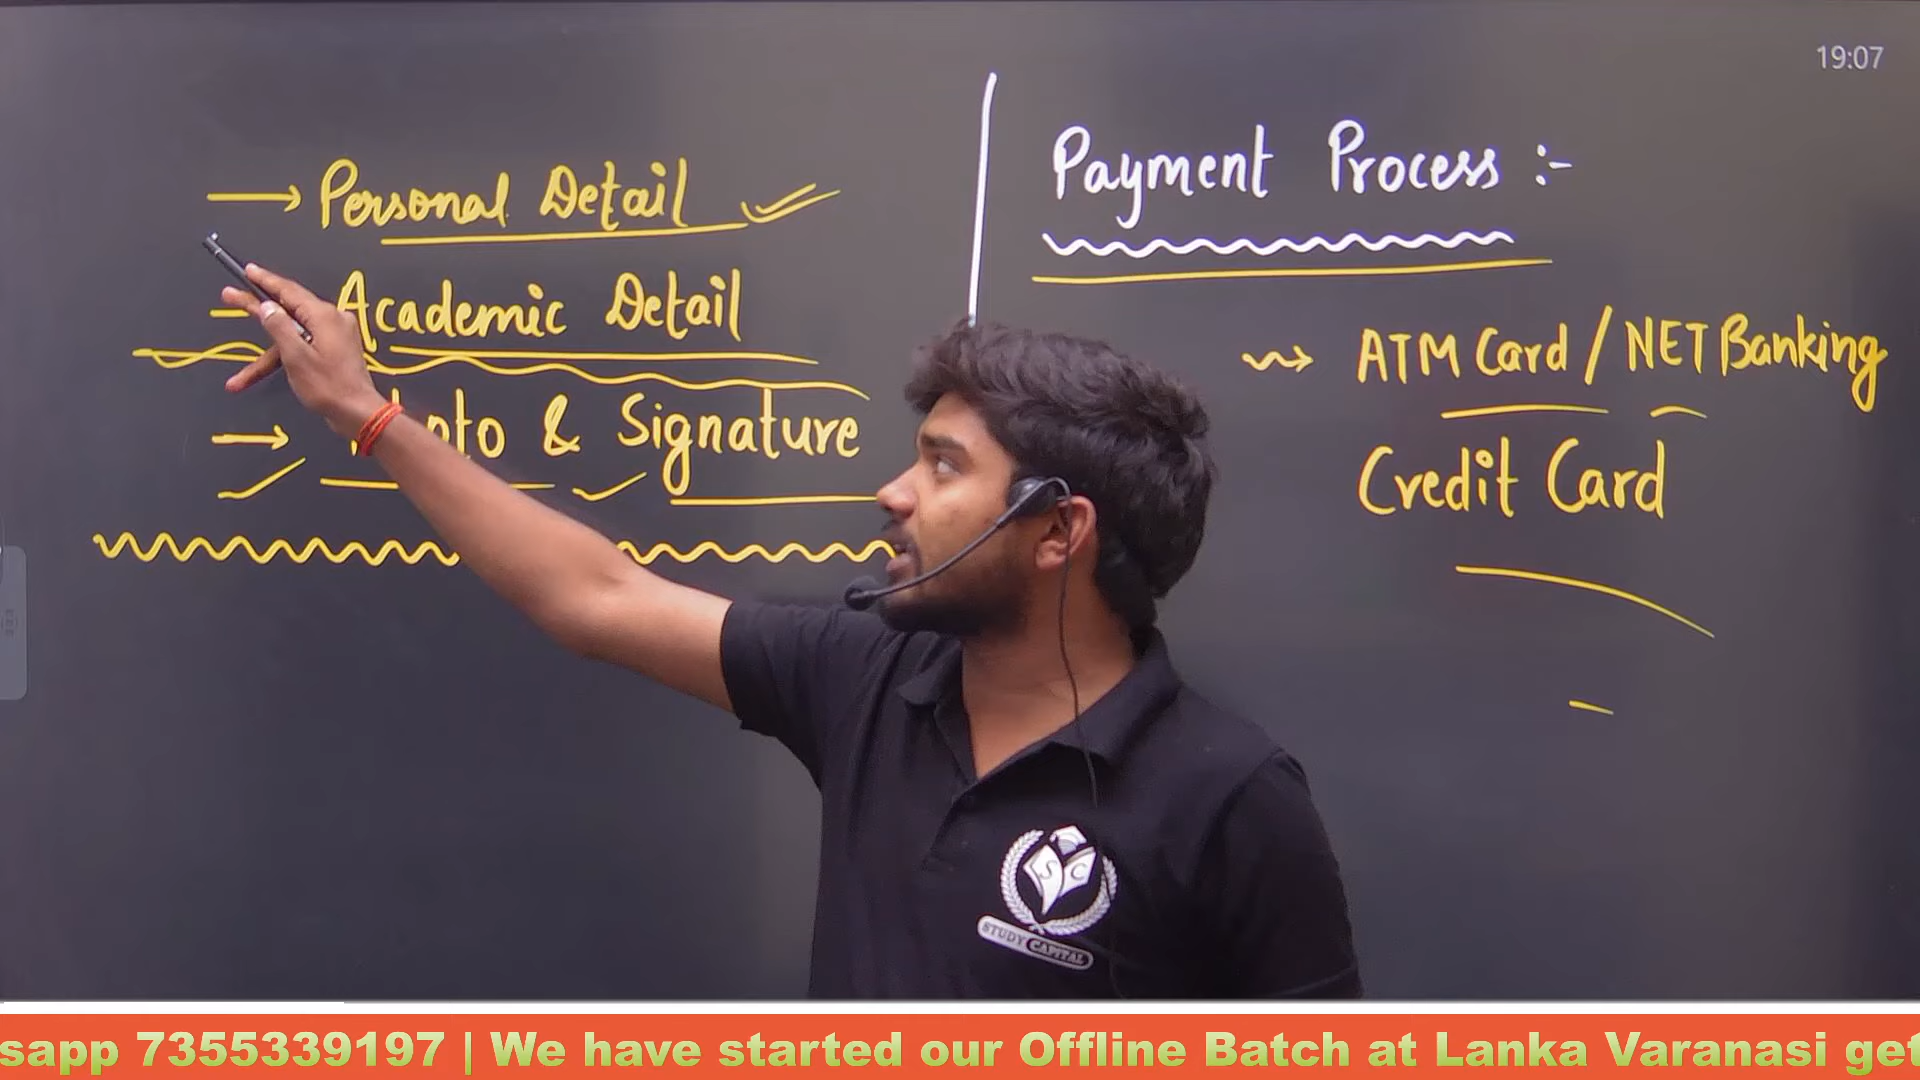 19:07
→ Personal Detail
Academic Detail
→ & Signature
Payment Process :-
ATM Card / NET Banking
Credit Card
S C
STUDY CAPITAL
sapp 7355339197 | We have started our Offline Batch at Lanka Varanasi get